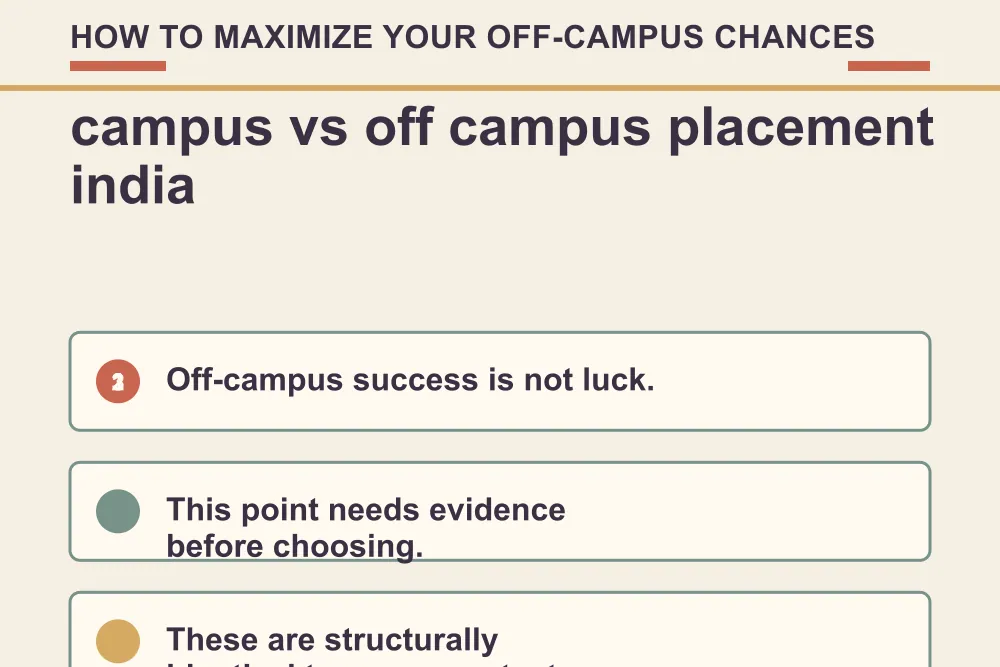 HOW TO MAXIMIZE YOUR OFF-CAMPUS CHANCES
campus vs off campus placement
india
Off-campus success is not luck.
This point needs evidence
before choosing.
These are structurally